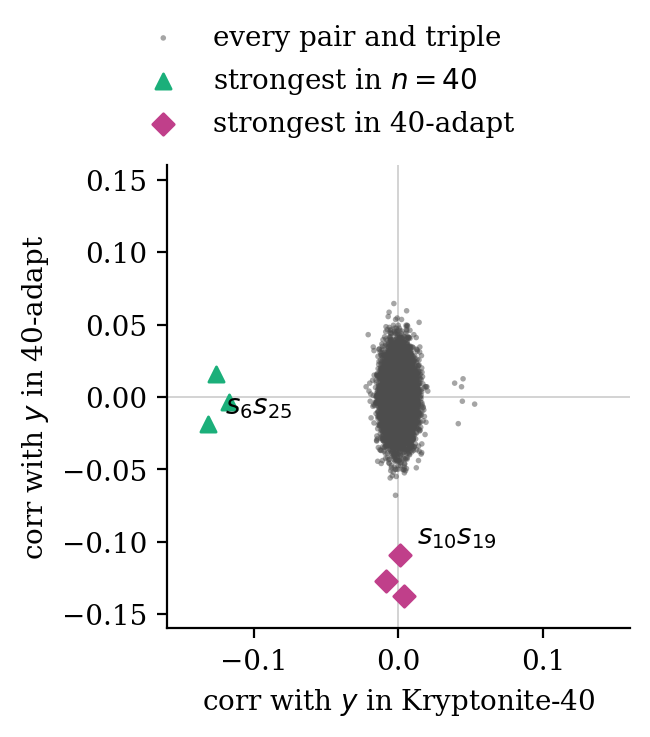 every pair and triple
strongest in n = 40
strongest in 40-adapt
0.15
0.10
0.05
0.00
−0.05
−0.10
−0.15
corr with y in 40-adapt
s6s25
s10s19
−0.1 0.0 0.1
corr with y in Kryptonite-40